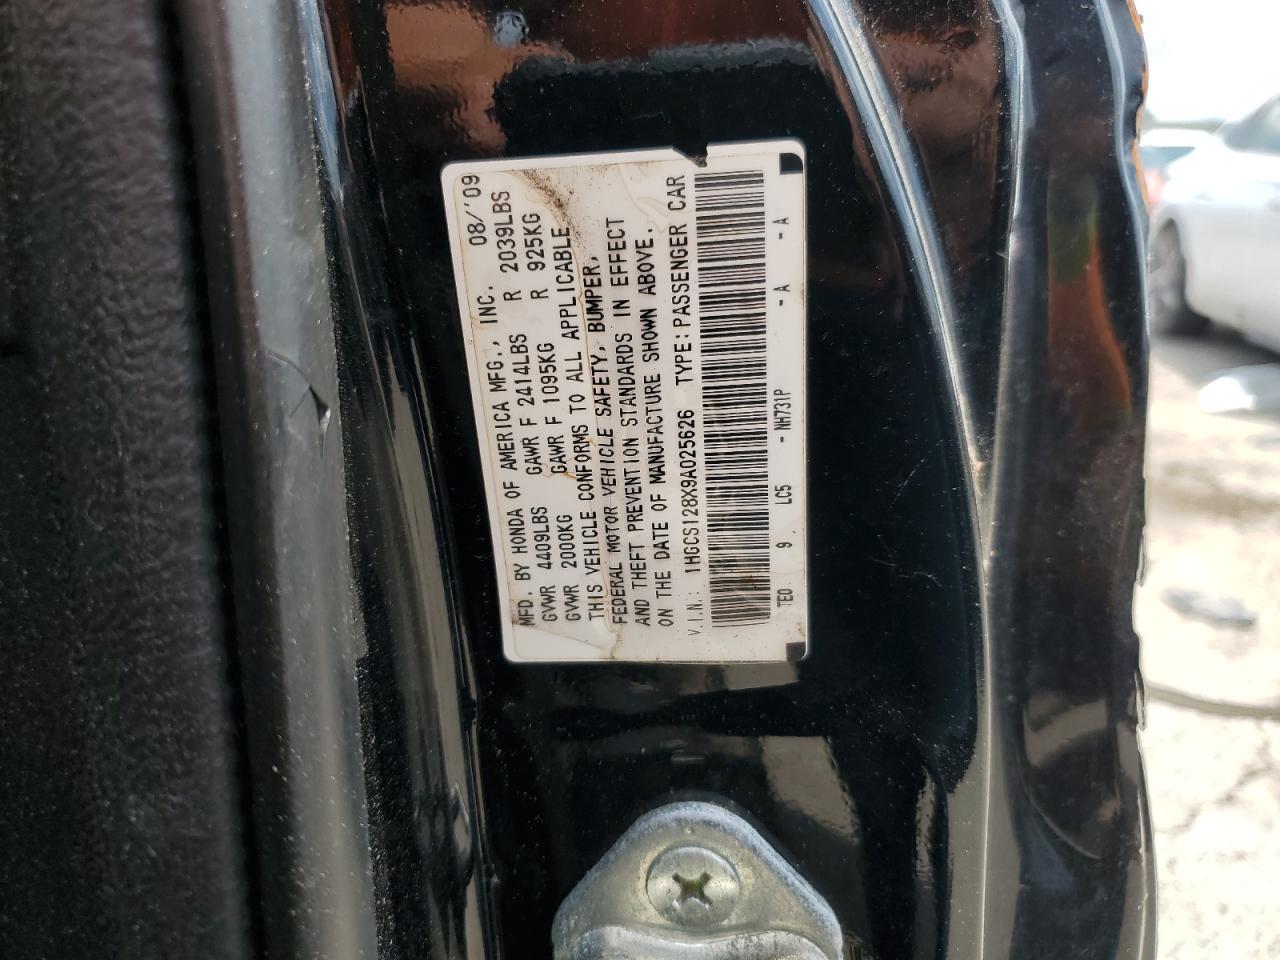 MFD. BY HONDA OF AMERICA MFG., INC. 08/'09
GVWR 4409LBS GAWR F 2414LBS R 2039LBS
GVWR 2000KG GAWR F 1095KG R 925KG
THIS VEHICLE CONFORMS TO ALL APPLICABLE
FEDERAL MOTOR VEHICLE SAFETY, BUMPER,
AND THEFT PREVENTION STANDARDS IN EFFECT
ON THE DATE OF MANUFACTURE SHOWN ABOVE.
V.I.N.: 1HGCS128X9A025626 TYPE:PASSENGER CAR
TE0 9 LC5 - NH731P - A - A